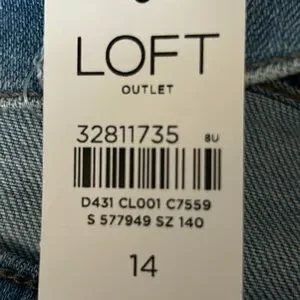 LOFT
OUTLET
32811735 8U
D431 CL001 C7559
S 577949 SZ 140
14